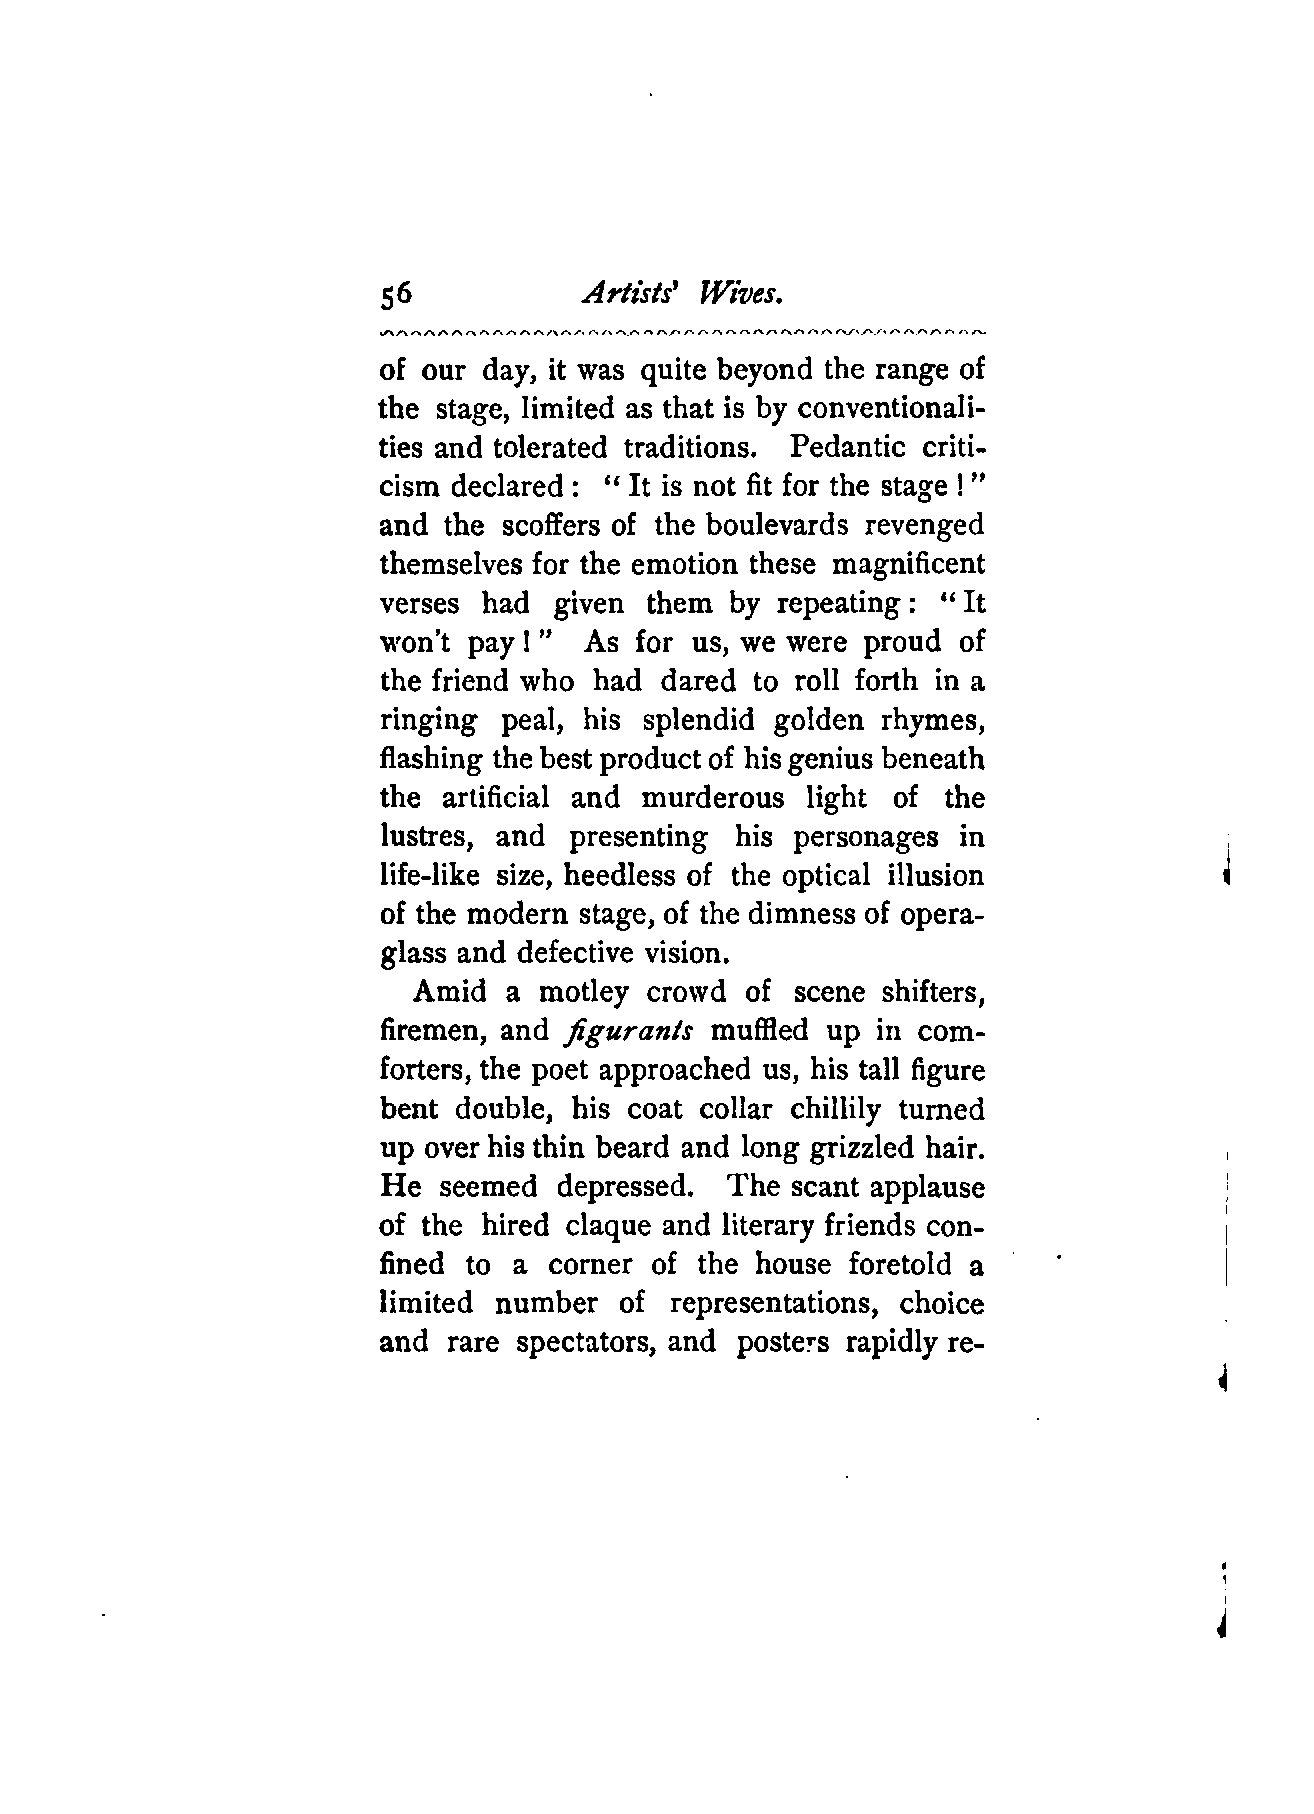 56 Artists' Wives.
of our day, it was quite beyond the range of
the stage, limited as that is by conventionali-
ties and tolerated traditions. Pedantic criti-
cism declared : " It is not fit for the stage ! "
and the scoffers of the boulevards revenged
themselves for the emotion these magnificent
verses had given them by repeating : " It
won't pay ! " As for us, we were proud of
the friend who had dared to roll forth in a
ringing peal, his splendid golden rhymes,
flashing the best product of his genius beneath
the artificial and murderous light of the
lustres, and presenting his personages in
life-like size, heedless of the optical illusion
of the modern stage, of the dimness of opera-
glass and defective vision.
Amid a motley crowd of scene shifters,
firemen, and figurants muffled up in com-
forters, the poet approached us, his tall figure
bent double, his coat collar chillily turned
up over his thin beard and long grizzled hair.
He seemed depressed. The scant applause
of the hired claque and literary friends con-
fined to a corner of the house foretold a
limited number of representations, choice
and rare spectators, and posters rapidly re-